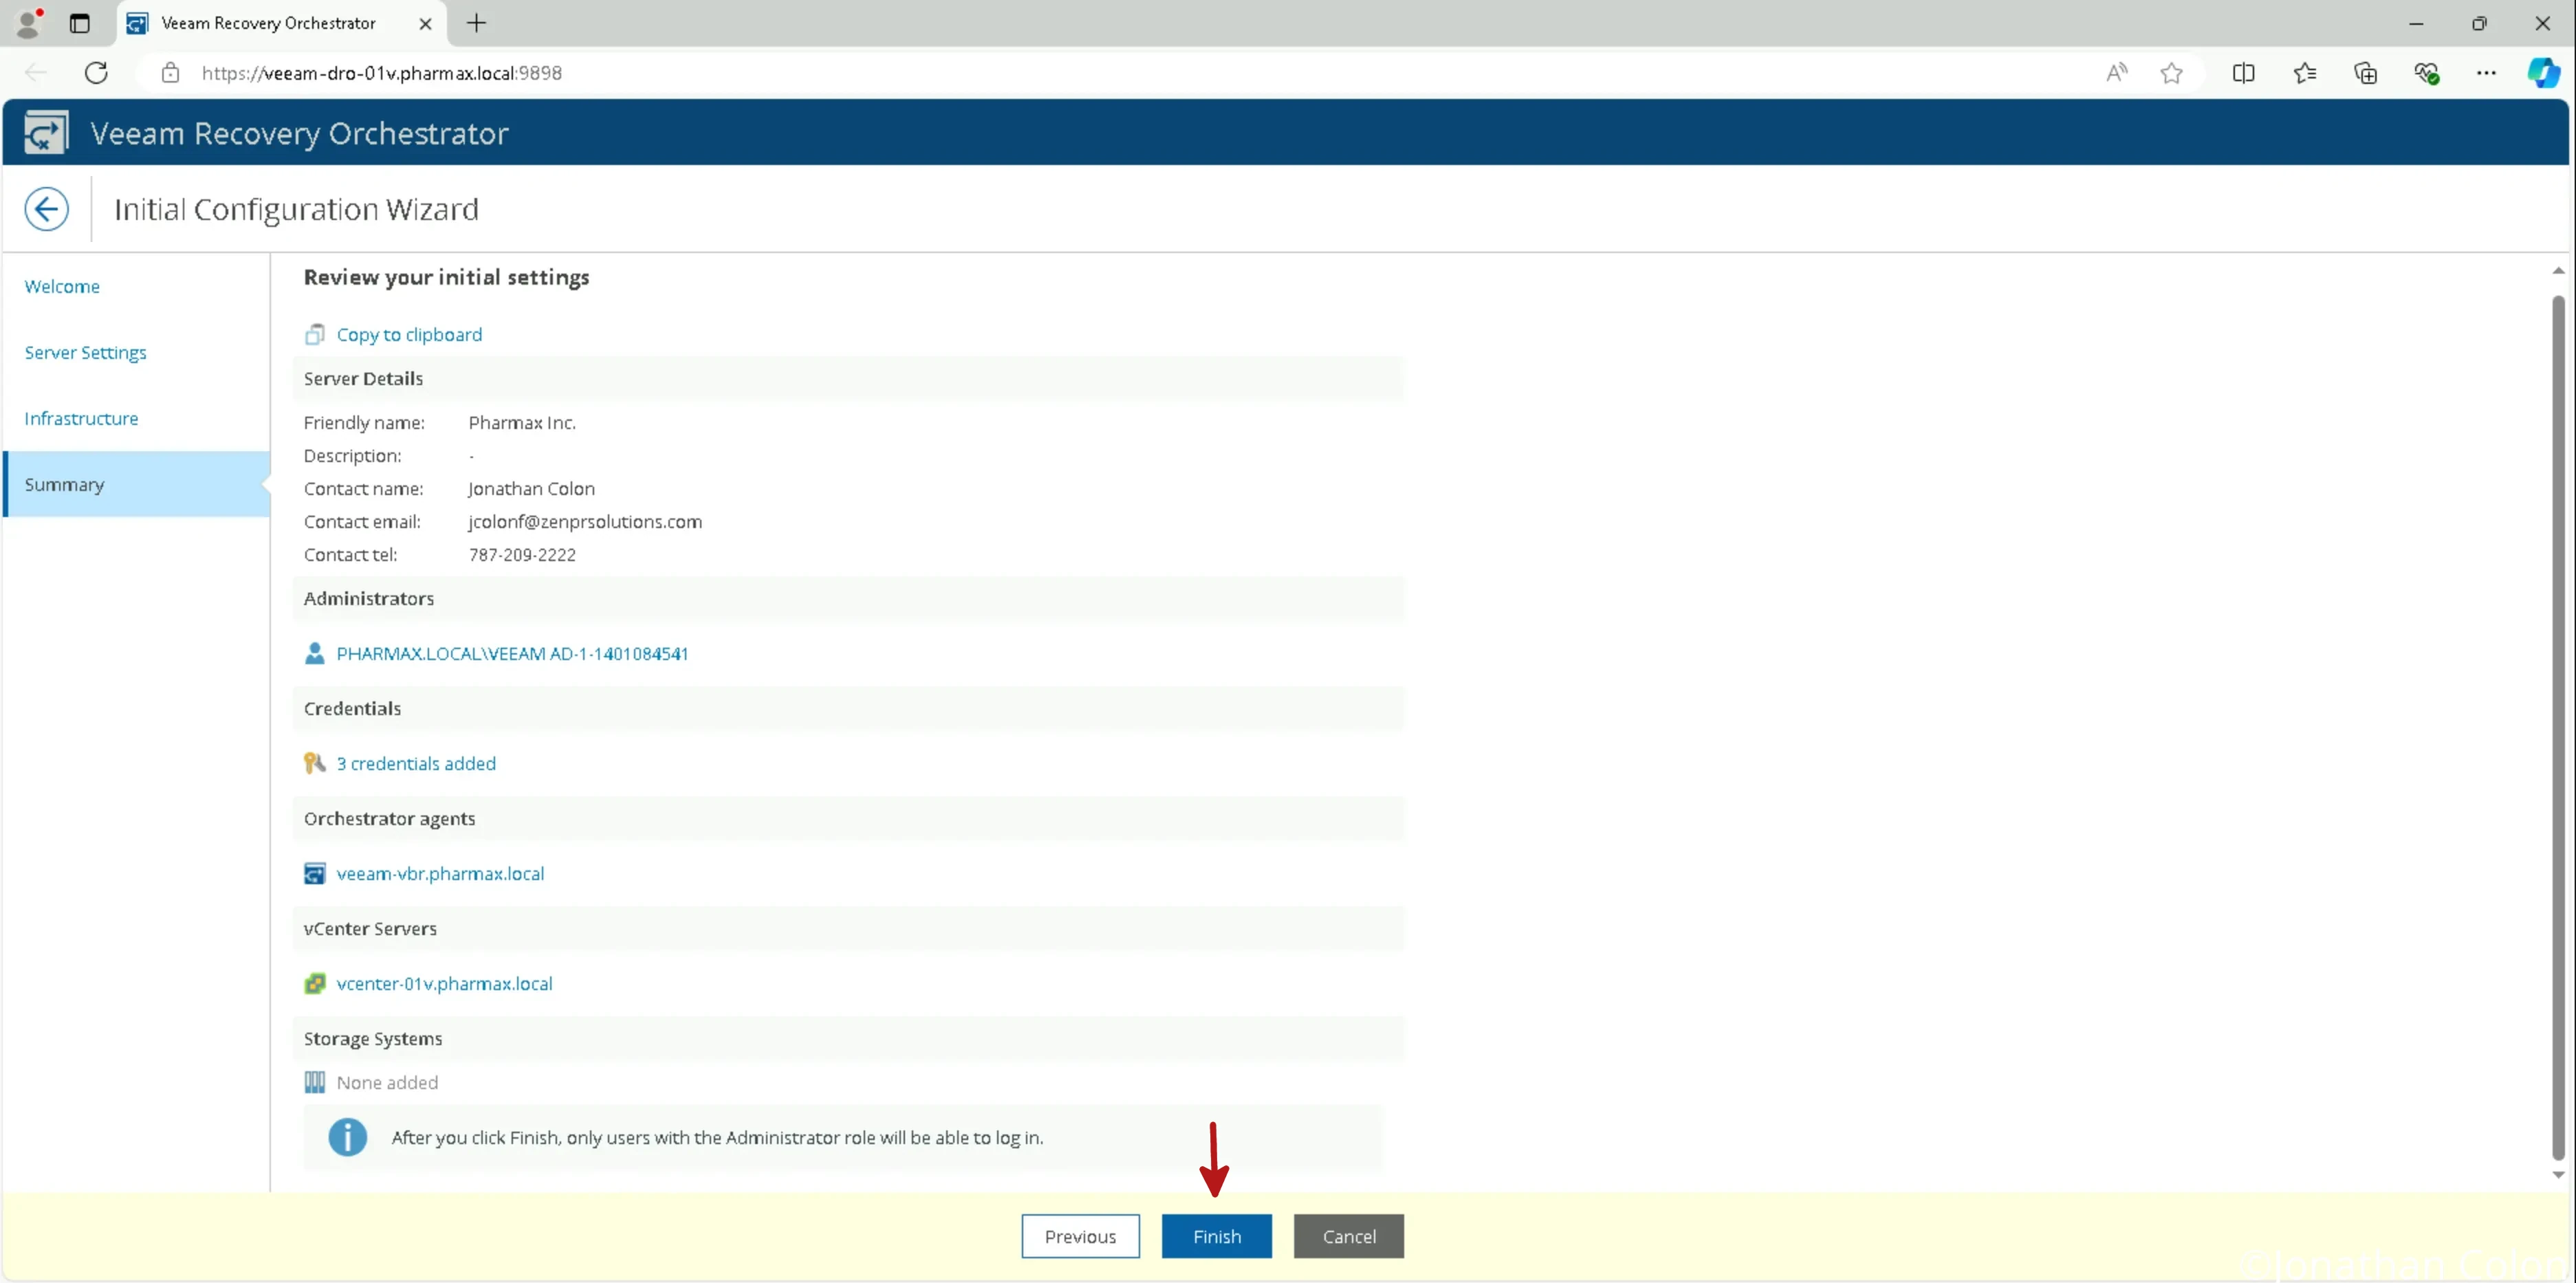 Veeam Recovery Orchestrator
https://veeam-dro-01v.pharmax.local:9898
Veeam Recovery Orchestrator
Initial Configuration Wizard
Welcome
Server Settings
Infrastructure
Summary
Review your initial settings
Copy to clipboard
Server Details
Friendly name: Pharmax Inc.
Description: -
Contact name: Jonathan Colon
Contact email: jcolonf@zenprsolutions.com
Contact tel: 787-209-2222
Administrators
PHARMAX.LOCAL\VEEAM AD-1-1401084541
Credentials
3 credentials added
Orchestrator agents
veeam-vbr.pharmax.local
vCenter Servers
vcenter-01v.pharmax.local
Storage Systems
None added
After you click Finish, only users with the Administrator role will be able to log in.
Previous
Finish
Cancel
©Jonathan Colon